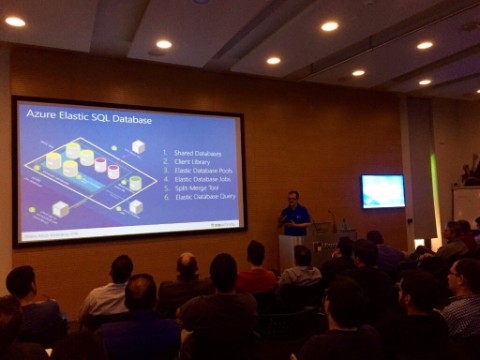 Azure Elastic SQL Database
1. Shared Databases
2. Client Library
3. Elastic Database Pools
4. Elastic Database Jobs
5. Split Merge Tool
6. Elastic Database Query